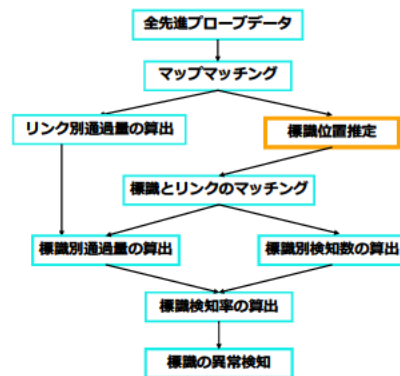 全先進プローブデータ
マップマッチング
リンク別通過量の算出
標識位置推定
標識とリンクのマッチング
標識別通過量の算出
標識別検知数の算出
標識検知率の算出
標識の異常検知